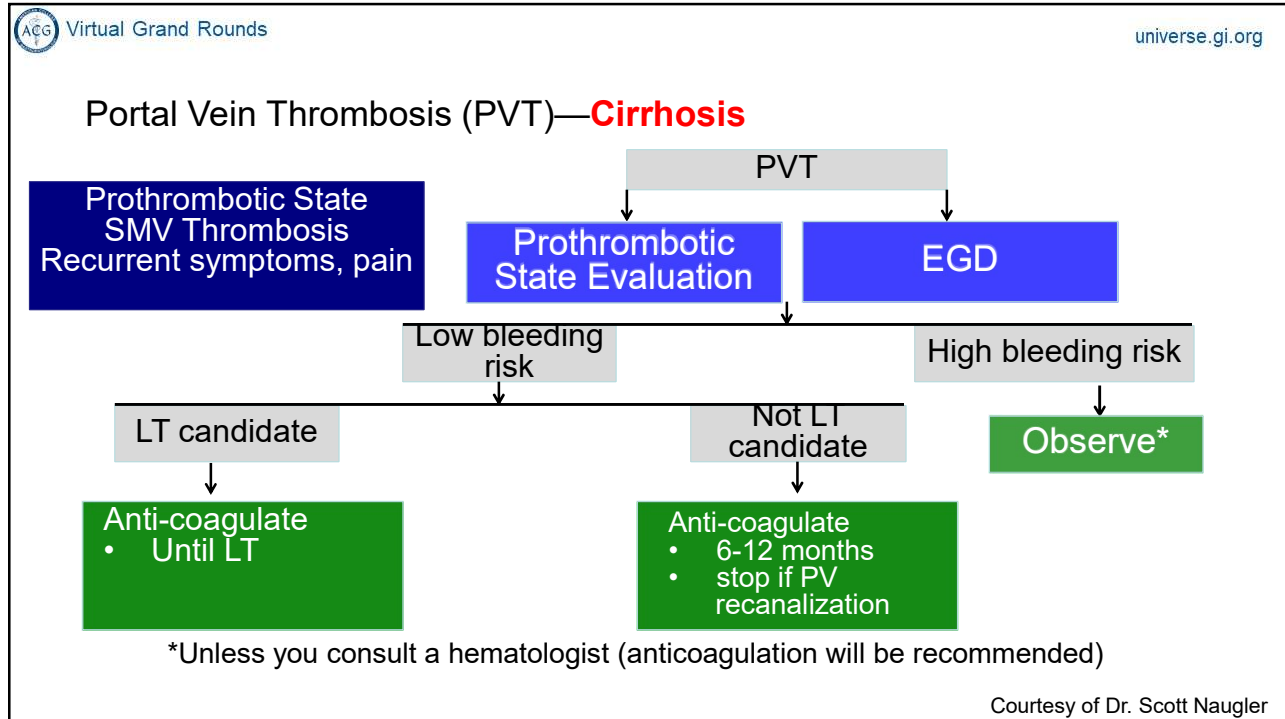 ACG Virtual Grand Rounds
universe.gi.org
Portal Vein Thrombosis (PVT)—Cirrhosis
Prothrombotic State
SMV Thrombosis
Recurrent symptoms, pain
PVT
Prothrombotic
State Evaluation
EGD
Low bleeding
risk
High bleeding risk
LT candidate
Not LT
candidate
Observe*
Anti-coagulate
• Until LT
Anti-coagulate
• 6-12 months
• stop if PV
recanalization
*Unless you consult a hematologist (anticoagulation will be recommended)
Courtesy of Dr. Scott Naugler